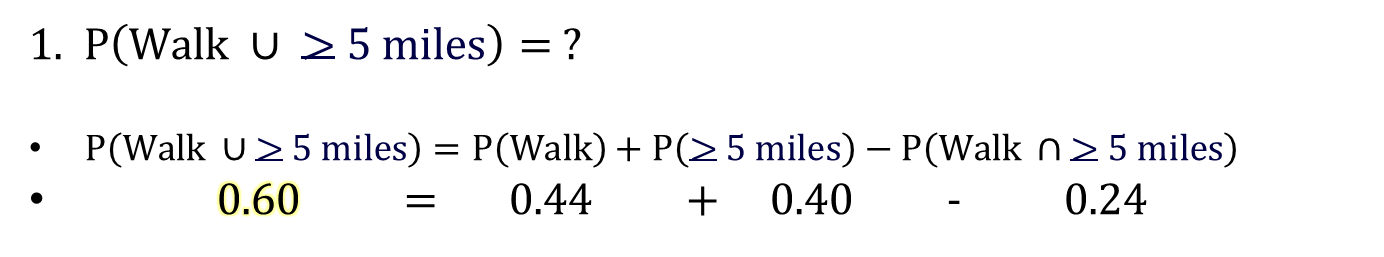 1. P(Walk ∪ ≥ 5 miles) = ?
• P(Walk ∪ ≥ 5 miles) = P(Walk) + P(≥ 5 miles) − P(Walk ∩ ≥ 5 miles)
• 0.60 = 0.44 + 0.40 - 0.24